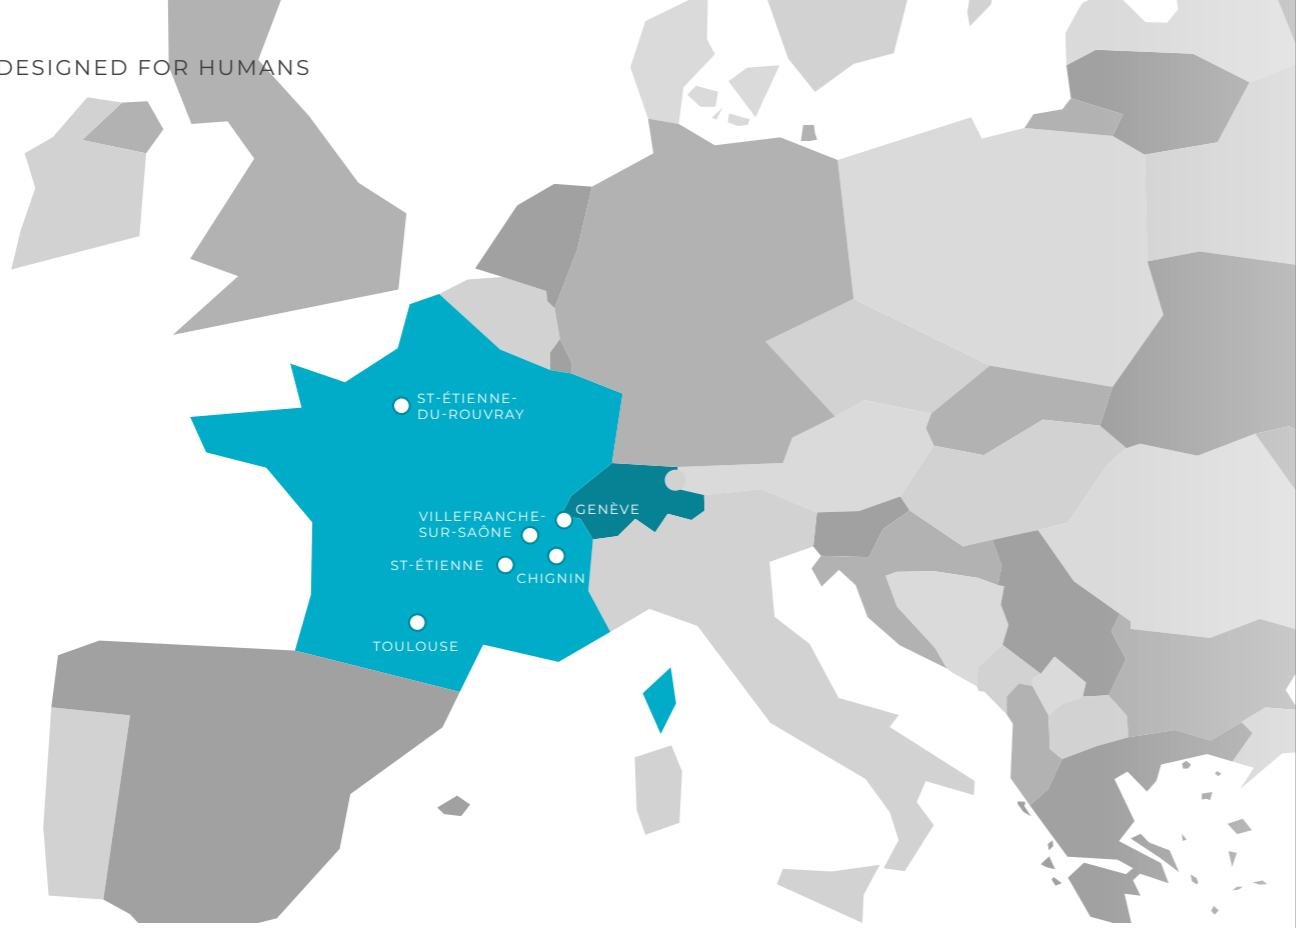 DESIGNED FOR HUMANS
ST-ÉTIENNE-
DU-ROUVRAY
GENÈVE
VILLEFRANCHE-
SUR-SAÔNE
ST-ÉTIENNE
CHIGNIN
TOULOUSE